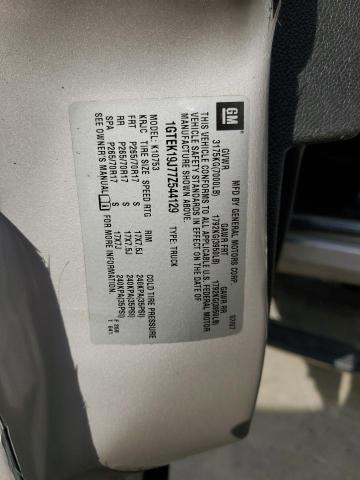 GM
MFD BY GENERAL MOTORS CORP. 02/07
GVWR GAWR FRT GAWR RR
3175KG(7000LB) 1792KG(3950LB) 1792KG(3950LB)
THIS VEHICLE CONFORMS TO ALL APPLICABLE U.S. FEDERAL MOTOR
VEHICLE SAFETY STANDARDS IN EFFECT ON THE DATE OF
MANUFACTURE SHOWN ABOVE.
1GTEK19J77Z544129 TYPE: TRUCK
MODEL: K10753
KRJC TIRE SIZE SPEED RTG RIM COLD TIRE PRESSURE
FRT P265/70R17 S 17X7.5J 240KPA(35PSI)
RR P265/70R17 S 17X7.5J 240KPA(35PSI)
SPA P265/70R17 S 17X7J 240KPA(35PSI)
SEE OWNER'S MANUAL FOR MORE INFORMATION.